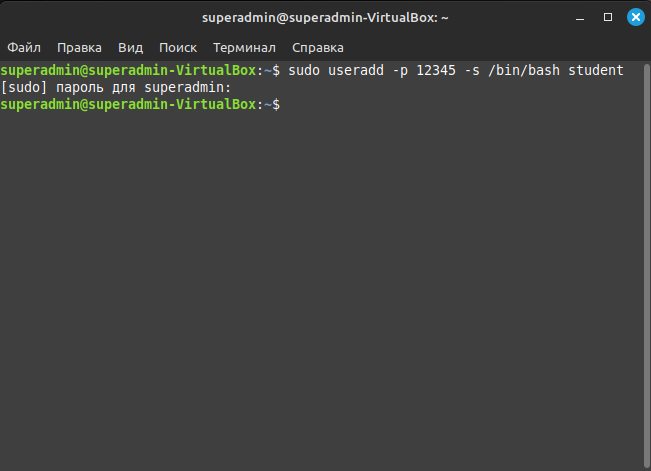 superadmin@superadmin-VirtualBox: ~
Файл Правка Вид Поиск Терминал Справка
superadmin@superadmin-VirtualBox:~$ sudo useradd -p 12345 -s /bin/bash student
[sudo] пароль для superadmin:
superadmin@superadmin-VirtualBox:~$